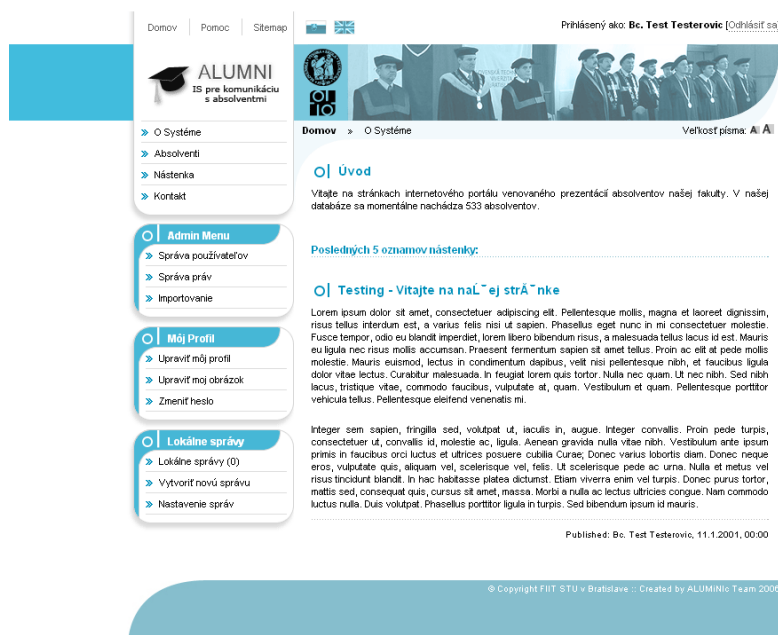 Domov Pomoc Sitemap
Prihlásený ako: Bc. Test Testerovic [Odhlásiť sa
ALUMNI
IS pre komunikáciu
s absolventmi
» O Systéme
» Absolventi
» Nástenka
» Kontakt
Admin Menu
» Správa používateľov
» Správa práv
» Importovanie
Mój Profil
» Upraviť môj profil
» Upraviť moj obrázok
» Zmeniť heslo
Lokálne správy
» Lokálne správy (0)
» Vytvoriť novú správu
» Nastavenie správ
Domov » O Systéme
Veľkosť písma: A A
Úvod
Vitajte na stránkach internetového portálu venovaného prezentácií absolventov našej fakulty. V našej
databáze sa momentálne nachádza 533 absolventov.
Posledných 5 oznamov nástenky:
Testing - Vitajte na naĹ˘ej strĂˇnke
Lorem ipsum dolor sit amet, consectetuer adipiscing elit. Pellentesque mollis, magna et laoreet dignissim,
risus tellus interdum est, a varius felis nisi ut sapien. Phasellus eget nunc in mi consectetuer molestie.
Fusce tempor, odio eu blandit imperdiet, lorem libero bibendum risus, a malesuada tellus lacus id est. Mauris
eu ligula nec risus mollis accumsan. Praesent fermentum sapien sit amet tellus. Proin ac elit at pede mollis
molestie. Mauris euismod, lectus in condimentum dapibus, velit nisi pellentesque nibh, et faucibus ligula
dolor vitae lectus. Curabitur malesuada. In feugiat lorem quis tortor. Nulla nec quam. Ut nec nibh. Sed nibh
lacus, tristique vitae, commodo faucibus, vulputate at, quam. Vestibulum et quam. Pellentesque porttitor
vehicula tellus. Pellentesque eleifend venenatis mi.
Integer sem sapien, fringilla sed, volutpat ut, iaculis in, augue. Integer convallis. Proin pede turpis,
consectetuer ut, convallis id, molestie ac, ligula. Aenean gravida nulla vitae nibh. Vestibulum ante ipsum
primis in faucibus orci luctus et ultrices posuere cubilia Curae; Donec varius lobortis diam. Donec neque
eros, vulputate quis, aliquam vel, scelerisque vel, felis. Ut scelerisque pede ac urna. Nulla et metus vel
risus tincidunt blandit. In hac habitasse platea dictumst. Etiam viverra enim vel turpis. Donec purus tortor,
mattis sed, consequat quis, cursus sit amet, massa. Morbi a nulla ac lectus ultricies congue. Nam commodo
luctus nulla. Duis volutpat. Phasellus porttitor ligula in turpis. Sed bibendum ipsum id mauris.
Published: Bc. Test Testerovic, 11.1.2001, 00:00
© Copyright FIIT STU v Bratislave :: Created by ALUMiNIc Team 2006